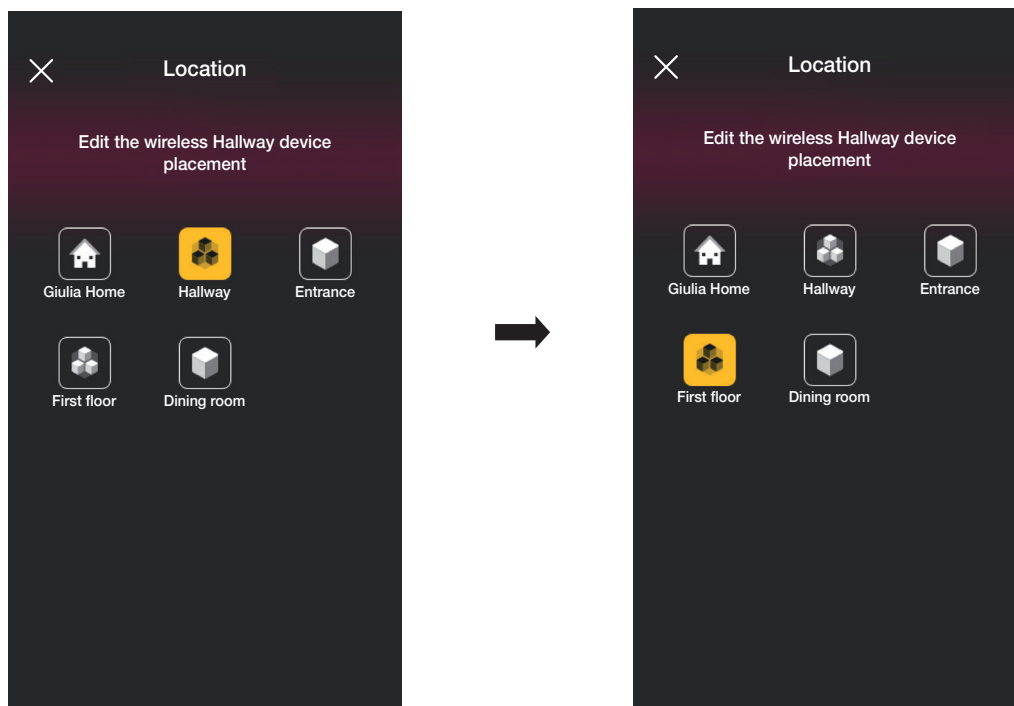 Location
Edit the wireless Hallway device
placement
Giulia Home
Hallway
Entrance
First floor
Dining room
Location
Edit the wireless Hallway device
placement
Giulia Home
Hallway
Entrance
First floor
Dining room